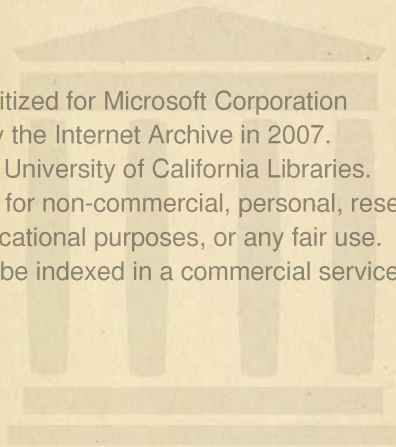 itized for Microsoft Corporation
y the Internet Archive in 2007.
University of California Libraries.
for non-commercial, personal, rese
cational purposes, or any fair use.
be indexed in a commercial service